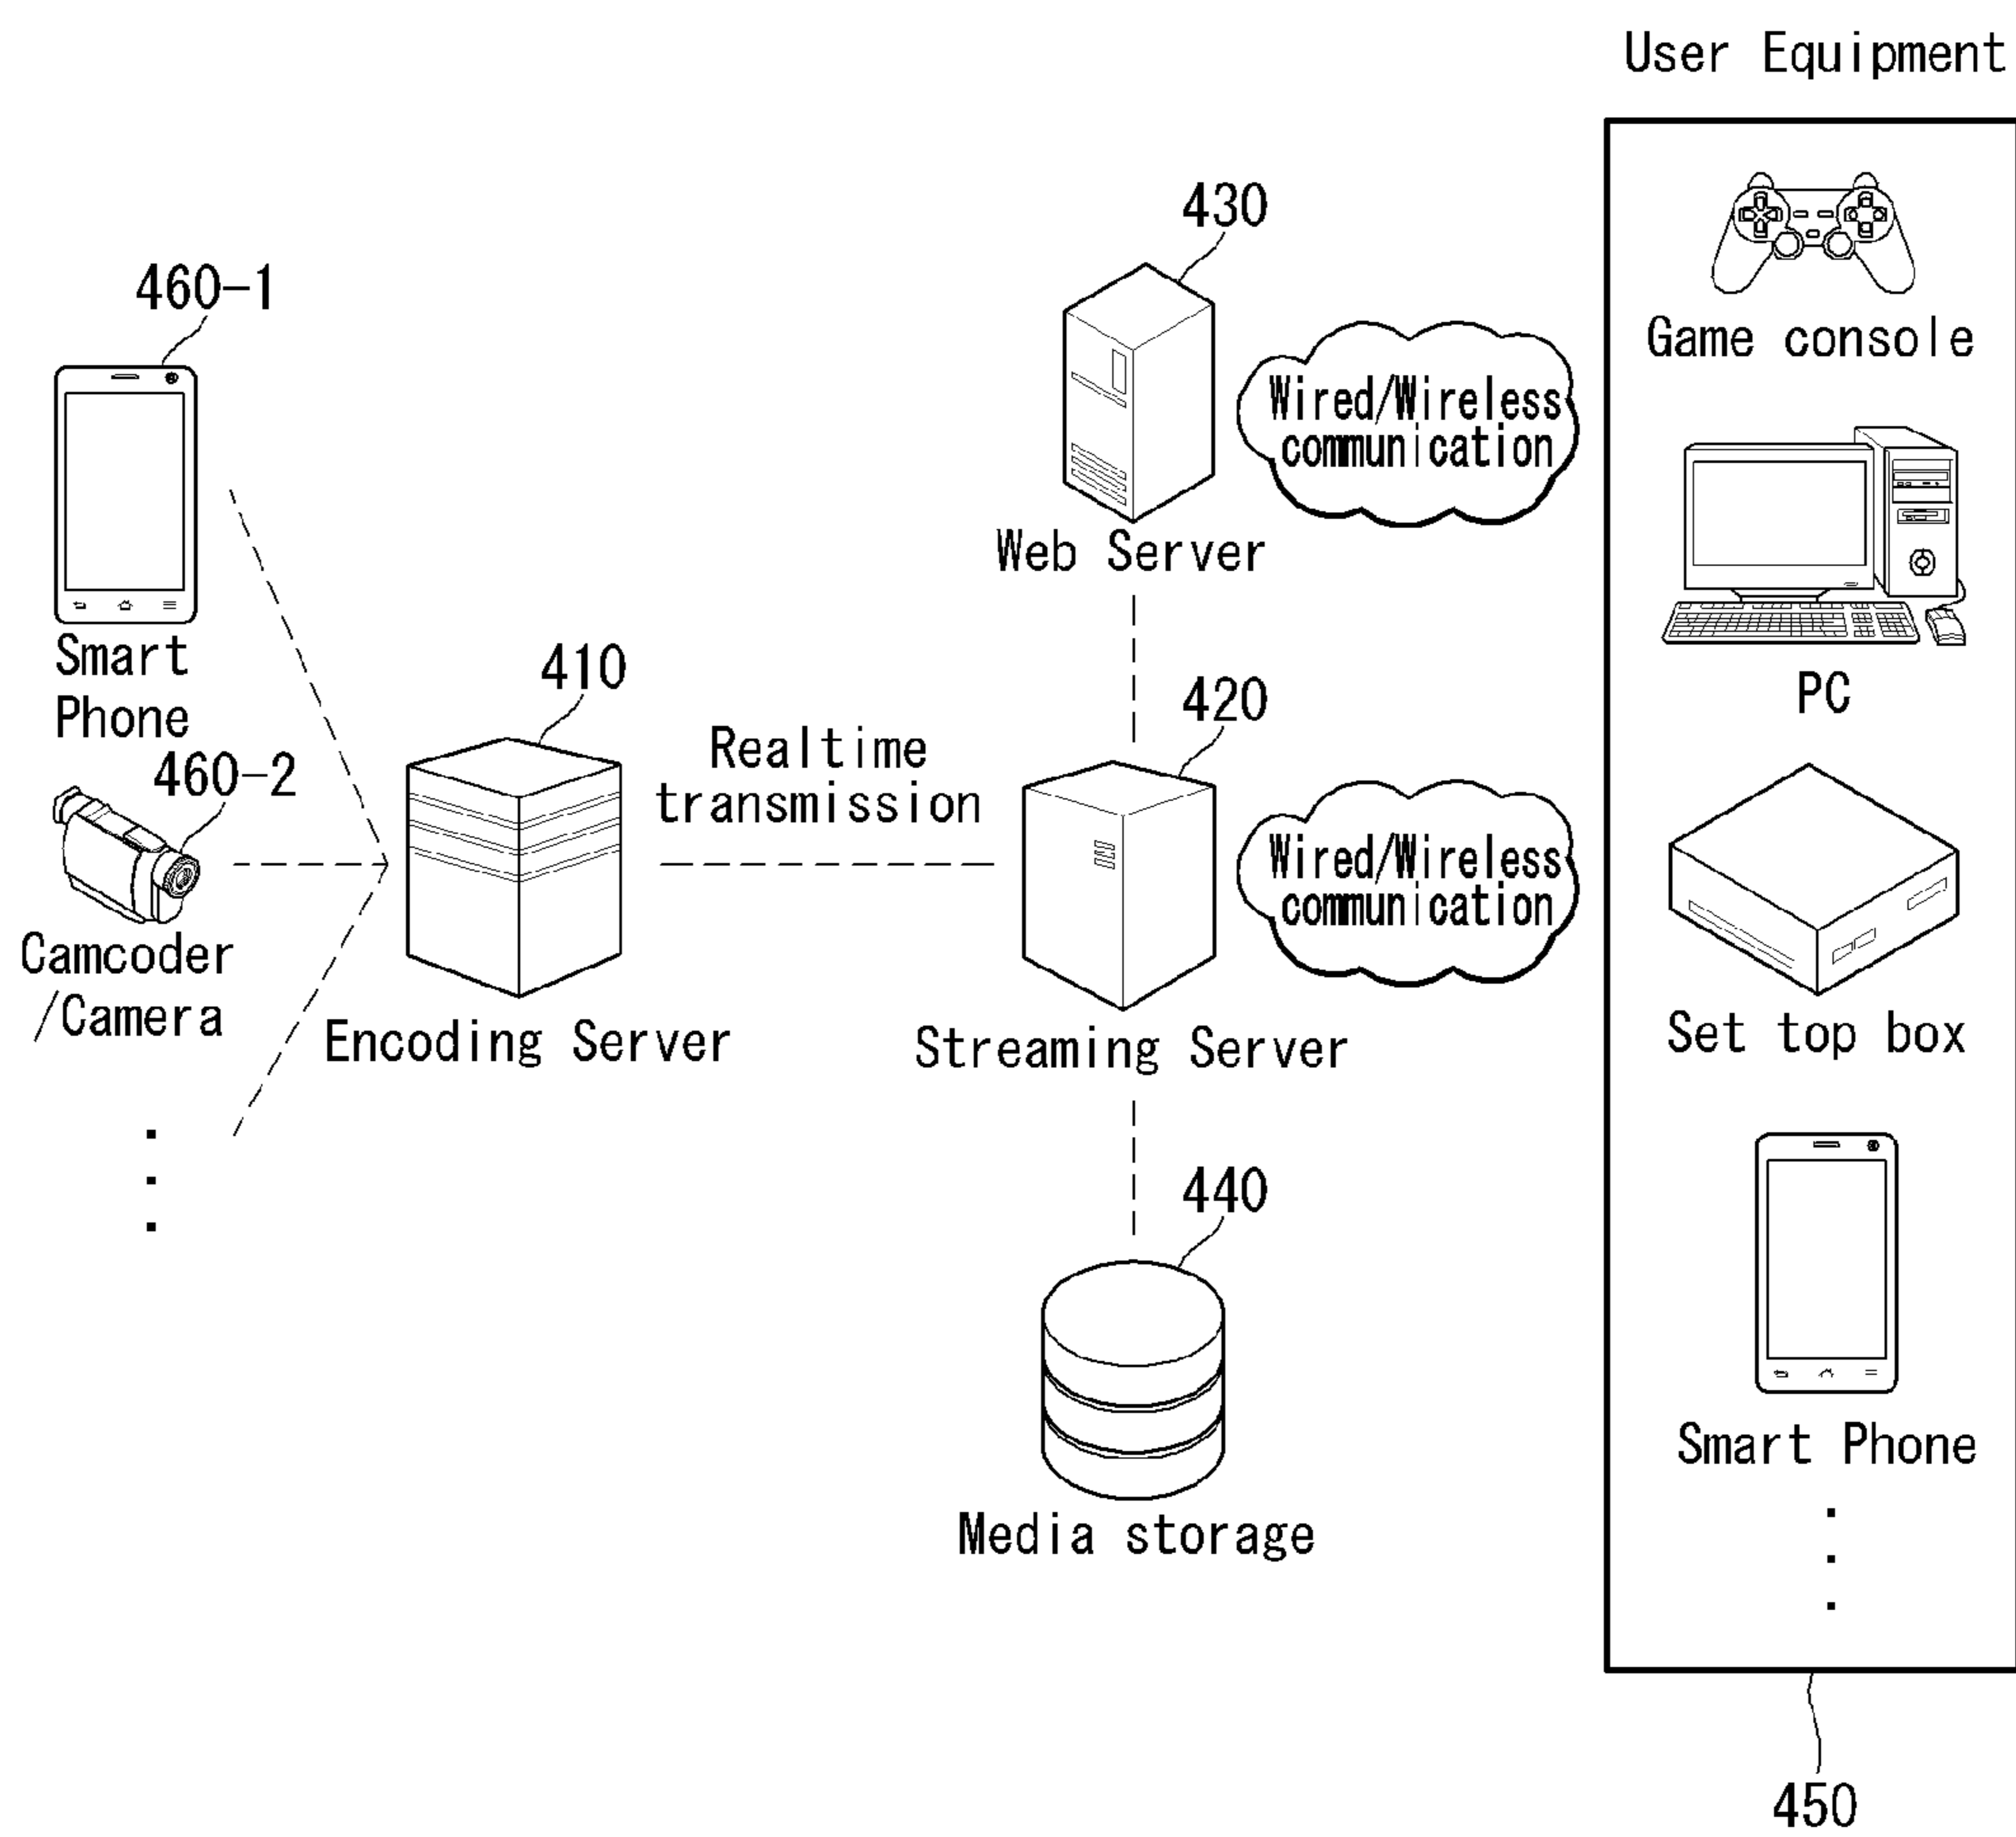 User Equipment
430
460-1
Game console
Wired/Wireless
communication
Web Server
Smart
Phone
410
420
PC
460-2
Realtime
transmission
Wired/Wireless
communication
Camcoder
/Camera
Encoding Server
Streaming Server
Set top box
440
Smart Phone
Media storage
450